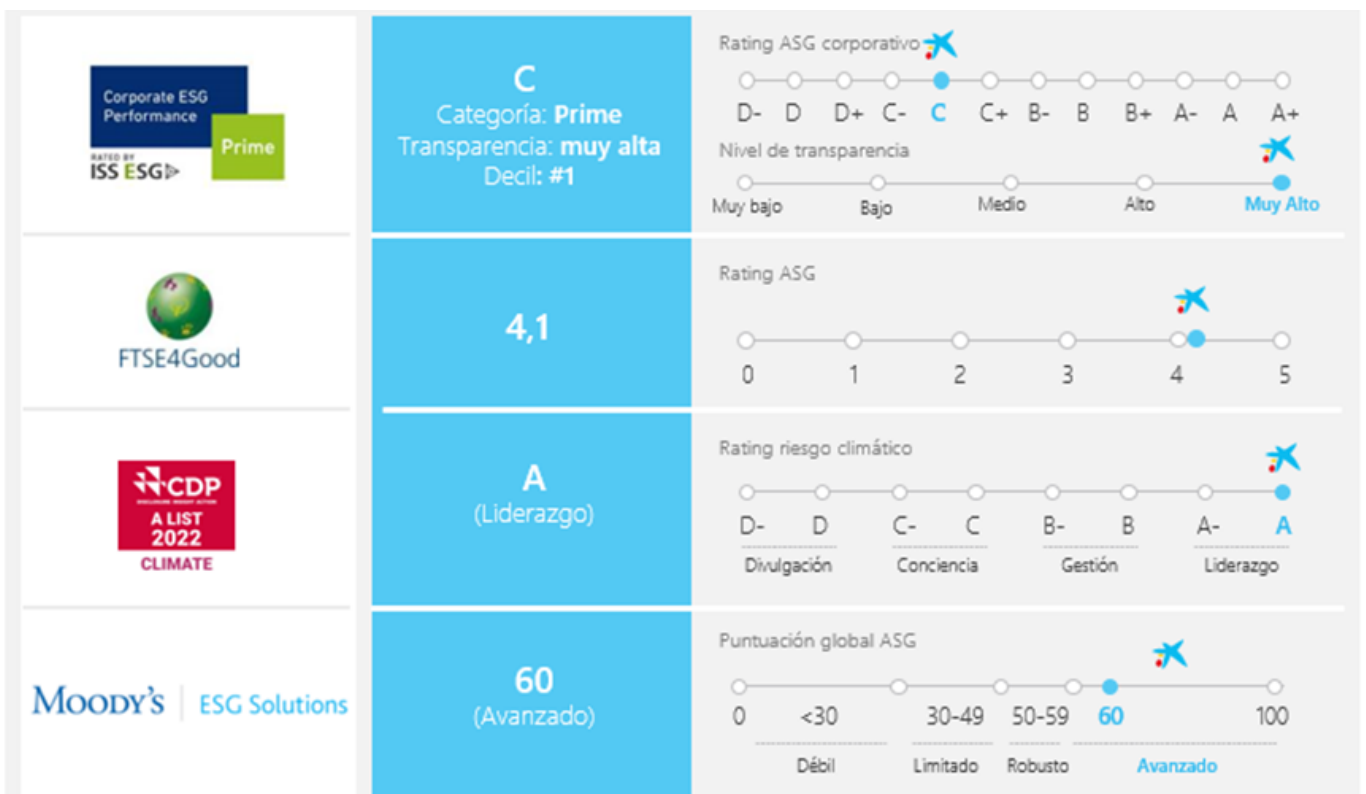 Corporate ESG
Performance
Prime
RATED BY
ISS ESG
C
Categoría: Prime
Transparencia: muy alta
Decil: #1
Rating ASG corporativo
D- D D+ C- C C+ B- B B+ A- A A+
Nivel de transparencia
Muy bajo Bajo Medio Alto Muy Alto
FTSE4Good
4,1
Rating ASG
0 1 2 3 4 5
CDP
DISCLOSURE INSIGHT ACTION
A LIST
2022
CLIMATE
A
(Liderazgo)
Rating riesgo climático
D- D C- C B- B A- A
Divulgación Conciencia Gestión Liderazgo
MOODY'S | ESG Solutions
60
(Avanzado)
Puntuación global ASG
0 <30 30-49 50-59 60 100
Débil Limitado Robusto Avanzado